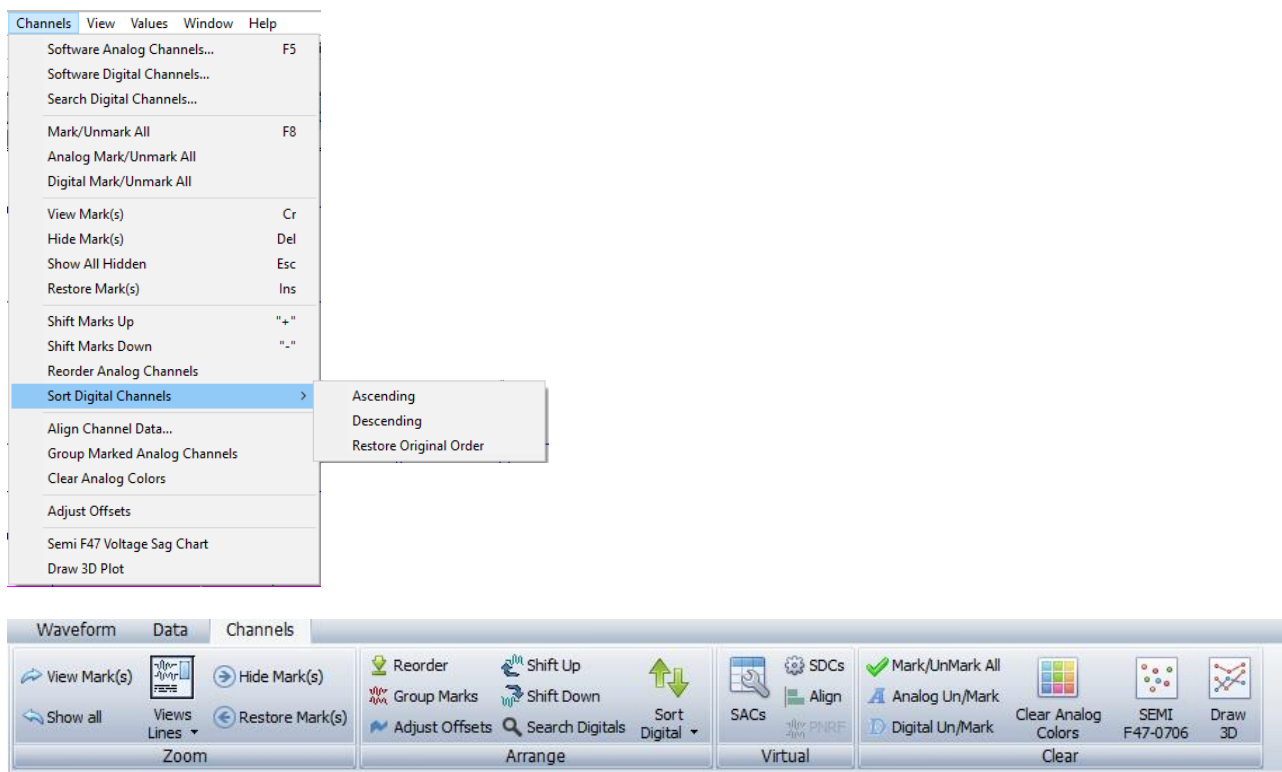 Channels View Values Window Help
Software Analog Channels... F5
Software Digital Channels...
Search Digital Channels...
Mark/Unmark All F8
Analog Mark/Unmark All
Digital Mark/Unmark All
View Mark(s) Cr
Hide Mark(s) Del
Show All Hidden Esc
Restore Mark(s) Ins
Shift Marks Up "+"
Shift Marks Down "-"
Reorder Analog Channels
Sort Digital Channels >
Ascending
Descending
Restore Original Order
Align Channel Data...
Group Marked Analog Channels
Clear Analog Colors
Adjust Offsets
Semi F47 Voltage Sag Chart
Draw 3D Plot
Waveform Data Channels
View Mark(s)
Show all
Views
Lines
Hide Mark(s)
Restore Mark(s)
Zoom
Reorder
Group Marks
Adjust Offsets
Shift Up
Shift Down
Search Digitals
Sort
Digital
Arrange
SACs
SDCs
Align
PNRF
Virtual
Mark/UnMark All
Analog Un/Mark
Digital Un/Mark
Clear Analog
Colors
SEMI
F47-0706
Draw
3D
Clear